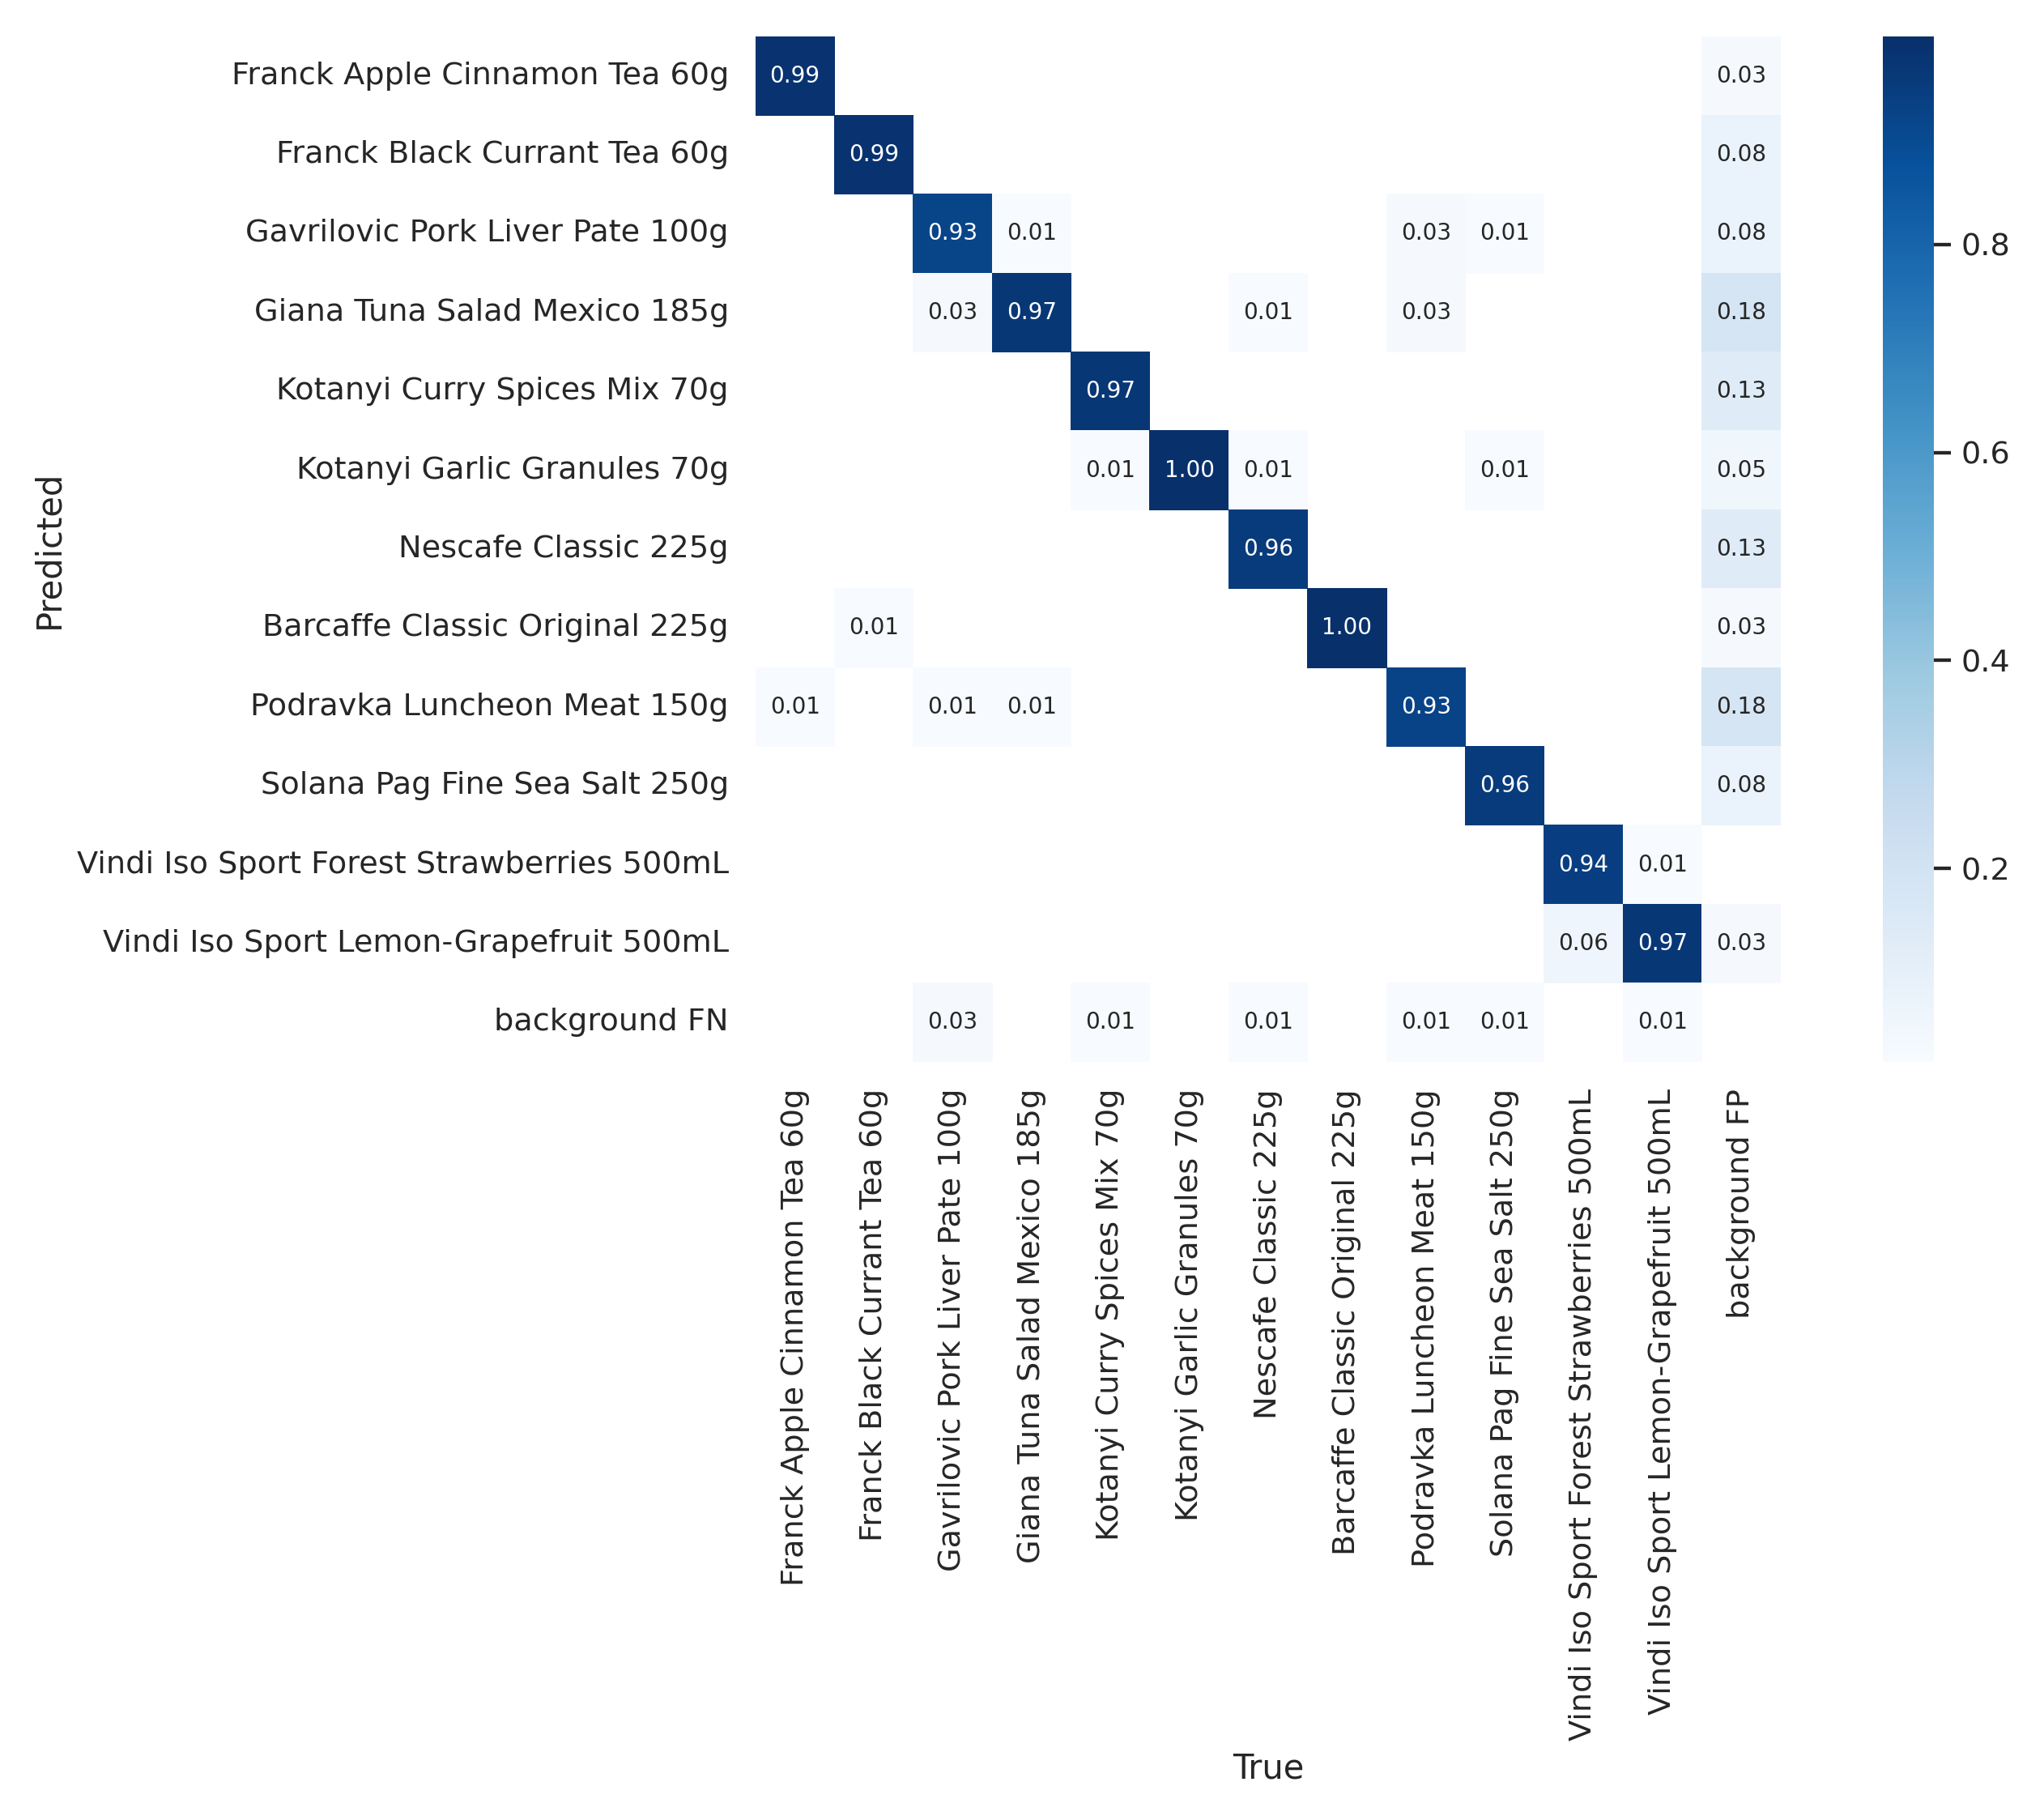 Franck Apple Cinnamon Tea 60g 0.99 0.03
Franck Black Currant Tea 60g 0.99 0.08
Gavrilovic Pork Liver Pate 100g 0.93 0.01 0.03 0.01 0.08
Giana Tuna Salad Mexico 185g 0.03 0.97 0.01 0.03 0.18
Kotanyi Curry Spices Mix 70g 0.97 0.13
Kotanyi Garlic Granules 70g 0.01 1.00 0.01 0.01 0.05
Nescafe Classic 225g 0.96 0.13
Barcaffe Classic Original 225g 0.01 1.00 0.03
Podravka Luncheon Meat 150g 0.01 0.01 0.01 0.93 0.18
Solana Pag Fine Sea Salt 250g 0.96 0.08
Vindi Iso Sport Forest Strawberries 500mL 0.94 0.01
Vindi Iso Sport Lemon-Grapefruit 500mL 0.06 0.97 0.03
background FN 0.03 0.01 0.01 0.01 0.01 0.01
Predicted
Franck Apple Cinnamon Tea 60g
Franck Black Currant Tea 60g
Gavrilovic Pork Liver Pate 100g
Giana Tuna Salad Mexico 185g
Kotanyi Curry Spices Mix 70g
Kotanyi Garlic Granules 70g
Nescafe Classic 225g
Barcaffe Classic Original 225g
Podravka Luncheon Meat 150g
Solana Pag Fine Sea Salt 250g
Vindi Iso Sport Forest Strawberries 500mL
Vindi Iso Sport Lemon-Grapefruit 500mL
background FP
True
0.8
0.6
0.4
0.2